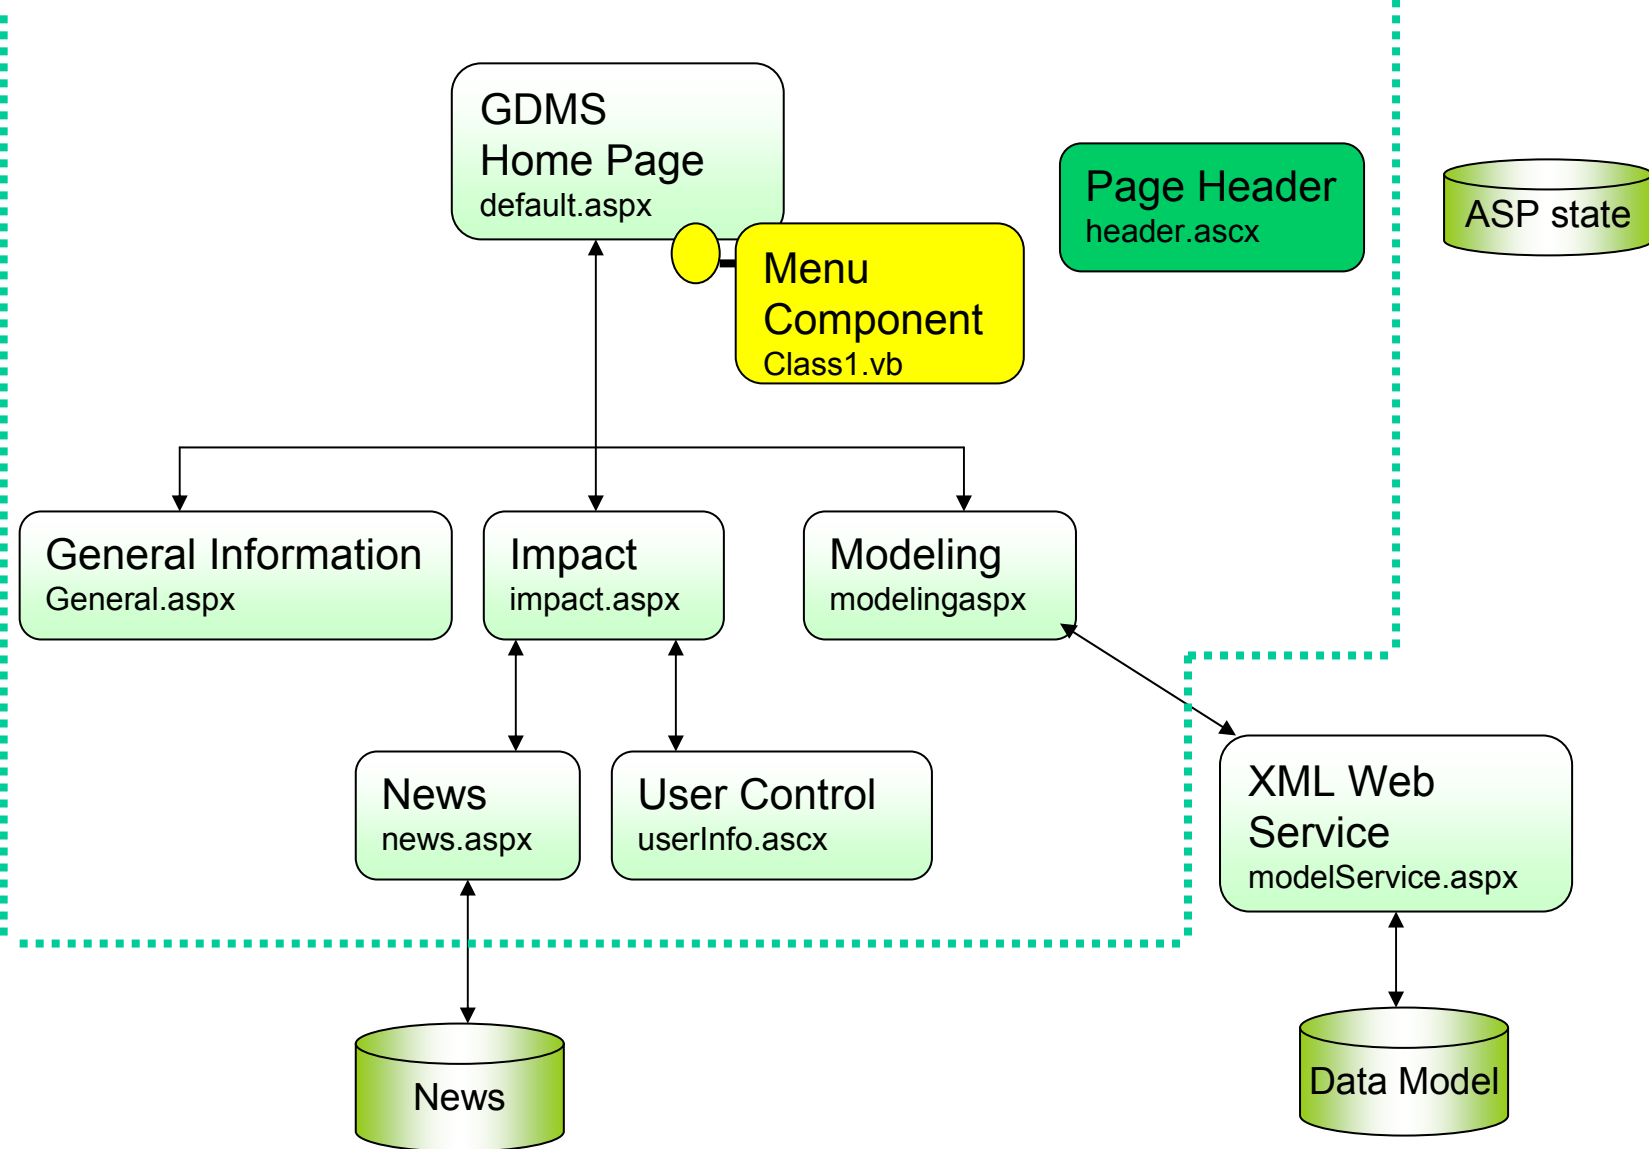 GDMS
Home Page
default.aspx
Page Header
header.ascx
ASP state
Menu
Component
Class1.vb
General Information
General.aspx
Impact
impact.aspx
Modeling
modelingaspx
News
news.aspx
User Control
userInfo.ascx
XML Web
Service
modelService.aspx
News
Data Model